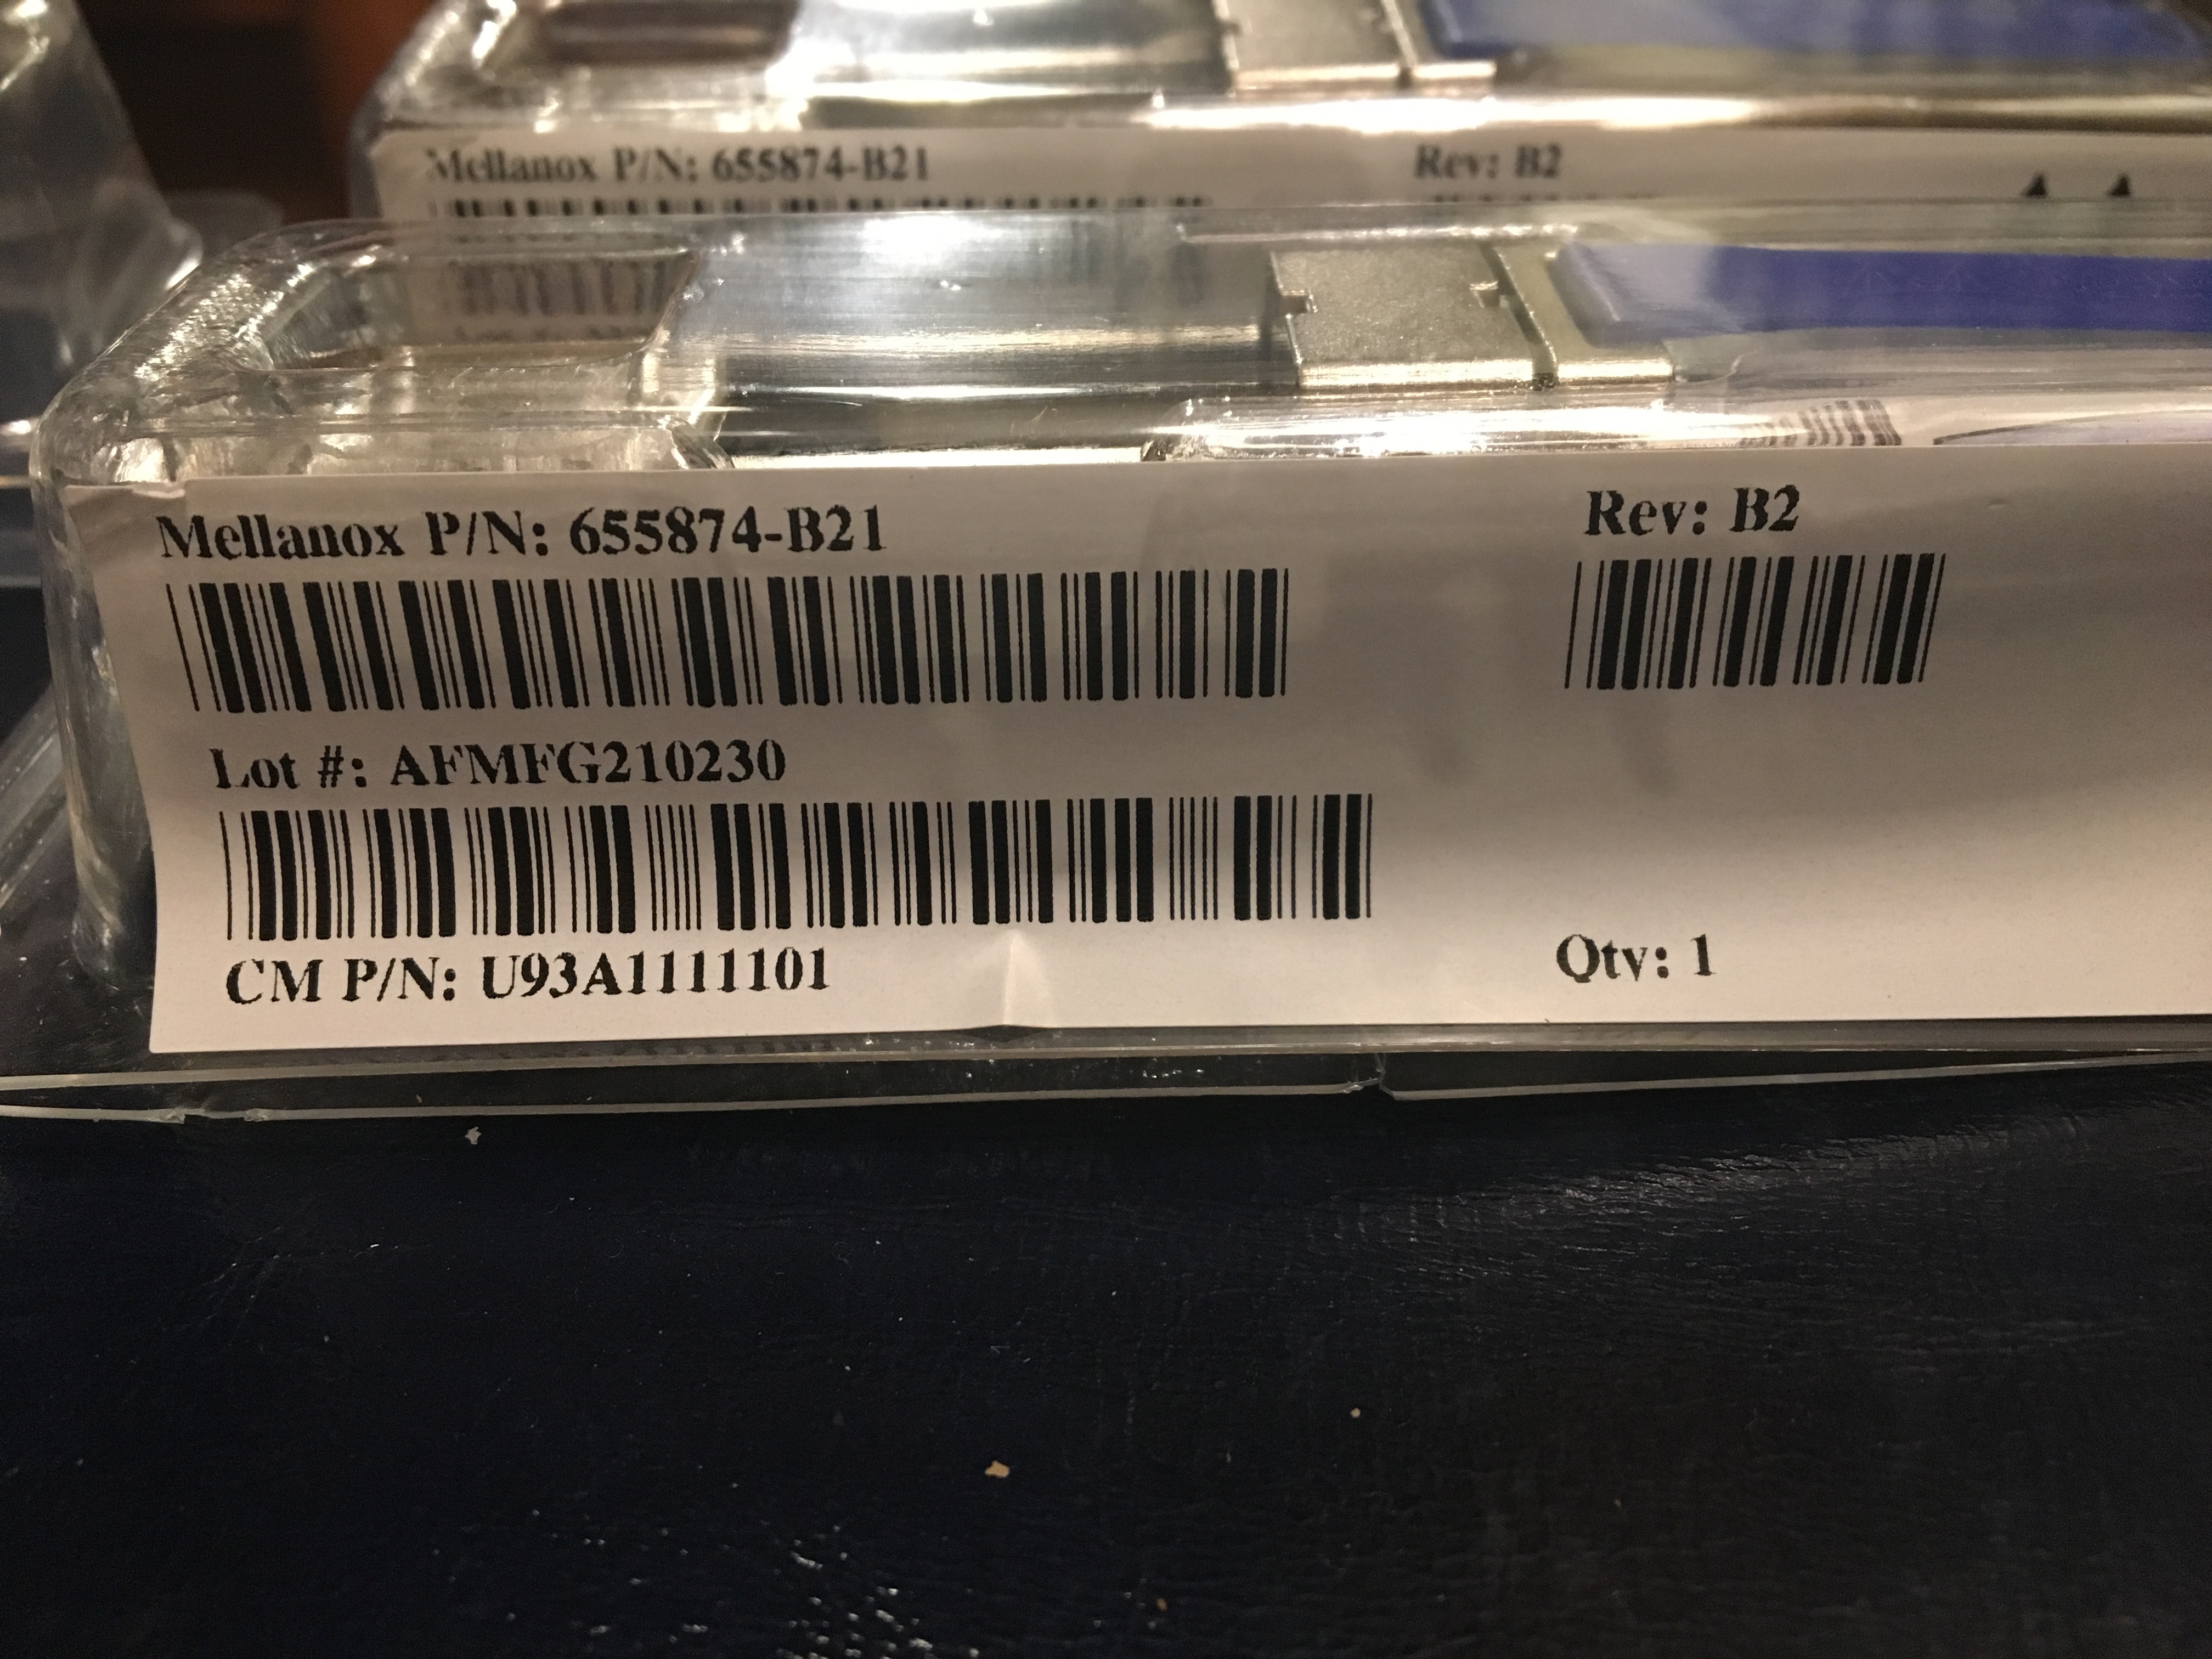 Mellanox P/N: 655874-B21 Rev: B2
Mellanox P/N: 655874-B21 Rev: B2
Lot #: AFMFG210230
CM P/N: U93A1111101 Qty: 1